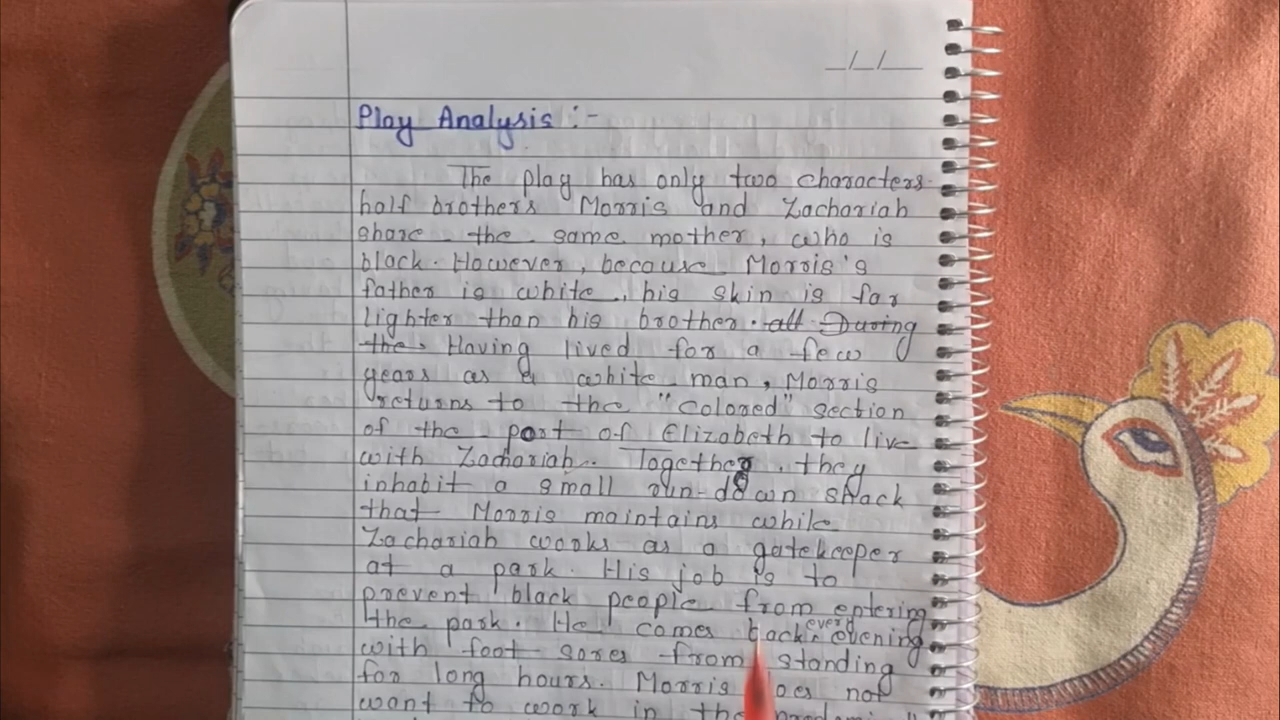 _/_/__
Play Analysis :-
The play has only two characters.
half brothers Morris and Zachariah
share the same mother, who is
black. However, because Morris's
father is white, his skin is far
lighter than his brother. all During
the. Having lived for a few
years as a white man, Morris
returns to the "colored" section
of the port of Elizabeth to live
with Zachariah. Together, they
inhabit a small run-down shack
that Morris maintains while
Zachariah works as a gatekeeper
at a park. His job is to
prevent black people from entering
the park. He comes back every evening
with foot sores from standing
for long hours. Morris does not
want to work in the